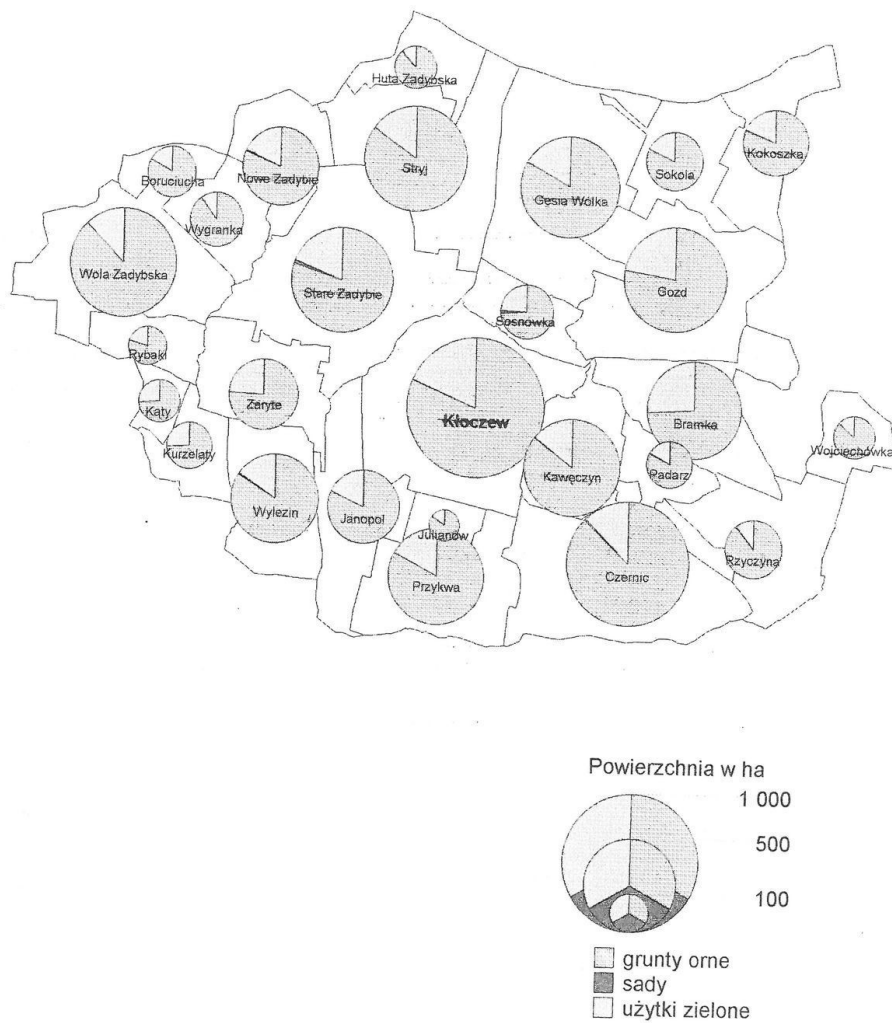 Huta Zadybska
Stryj
Nowe Zadybie
Boruciucha
Wygranka
Wola Zadybska
Stare Zadybie
Gęsia Wólka
Sokola
Kokoszka
Gozd
Sosnówka
Rybaki
Kąty
Zaryte
Kurzelaty
Kłoczew
Bramka
Wojciechówka
Kawęczyn
Padarz
Wylezin
Janopol
Julianów
Przykwa
Czernic
Rzyczyna
Powierzchnia w ha
1 000
500
100
grunty orne
sady
użytki zielone